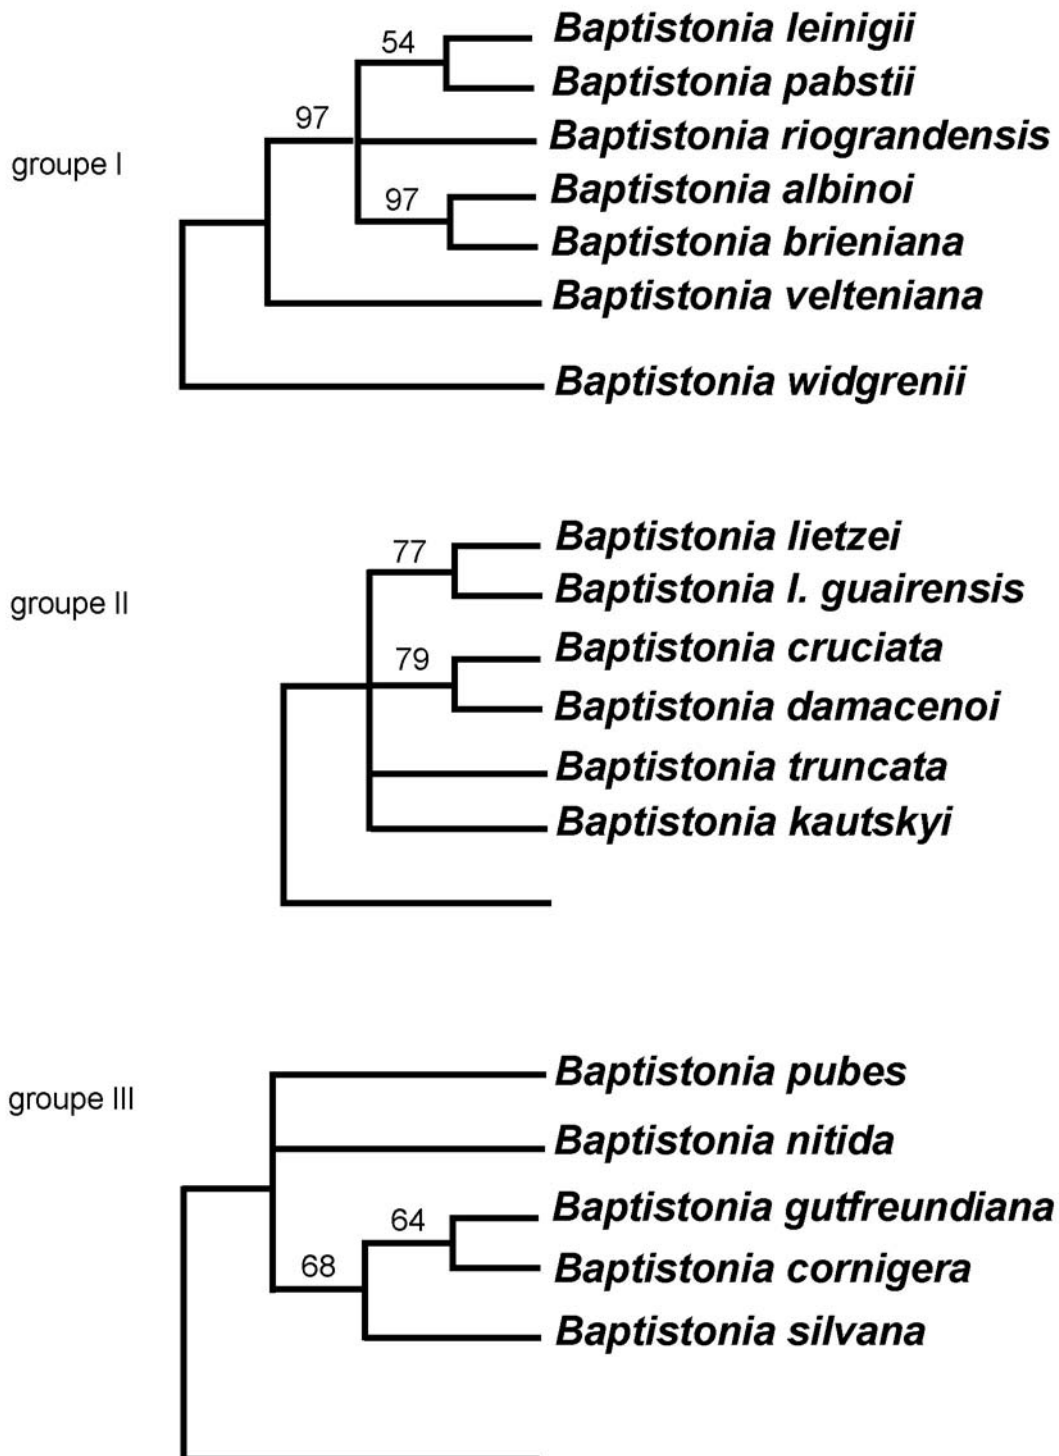 54
Baptistonia leinigii
Baptistonia pabstii
97
Baptistonia riograndensis
groupe I
97
Baptistonia albinoi
Baptistonia brieniana
Baptistonia velteniana
Baptistonia widgrenii
77
Baptistonia lietzei
Baptistonia l. guairensis
groupe II
79
Baptistonia cruciata
Baptistonia damacenoi
Baptistonia truncata
Baptistonia kautskyi
Baptistonia pubes
groupe III
Baptistonia nitida
64
Baptistonia gutfreundiana
68
Baptistonia cornigera
Baptistonia silvana